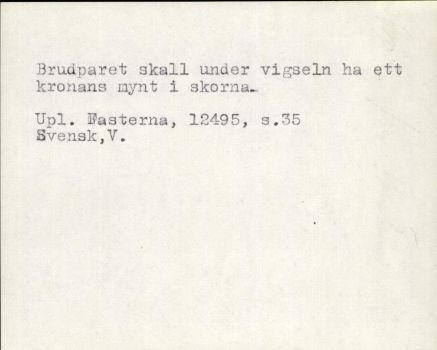 Brudparet skall under vigseln ha ett
kronans mynt i skorna.
Upl. Fasterna, 12495, s.35
Svensk,V.